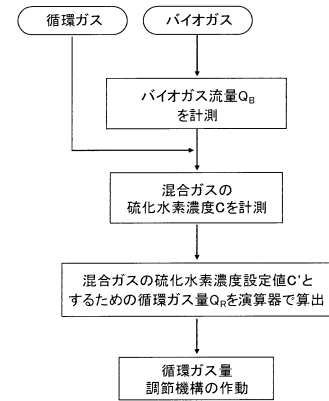 循環ガス
バイオガス
バイオガス流量QB
を計測
混合ガスの
硫化水素濃度Cを計測
混合ガスの硫化水素濃度設定値C'と
するための循環ガス量QRを演算器で算出
循環ガス量
調節機構の作動